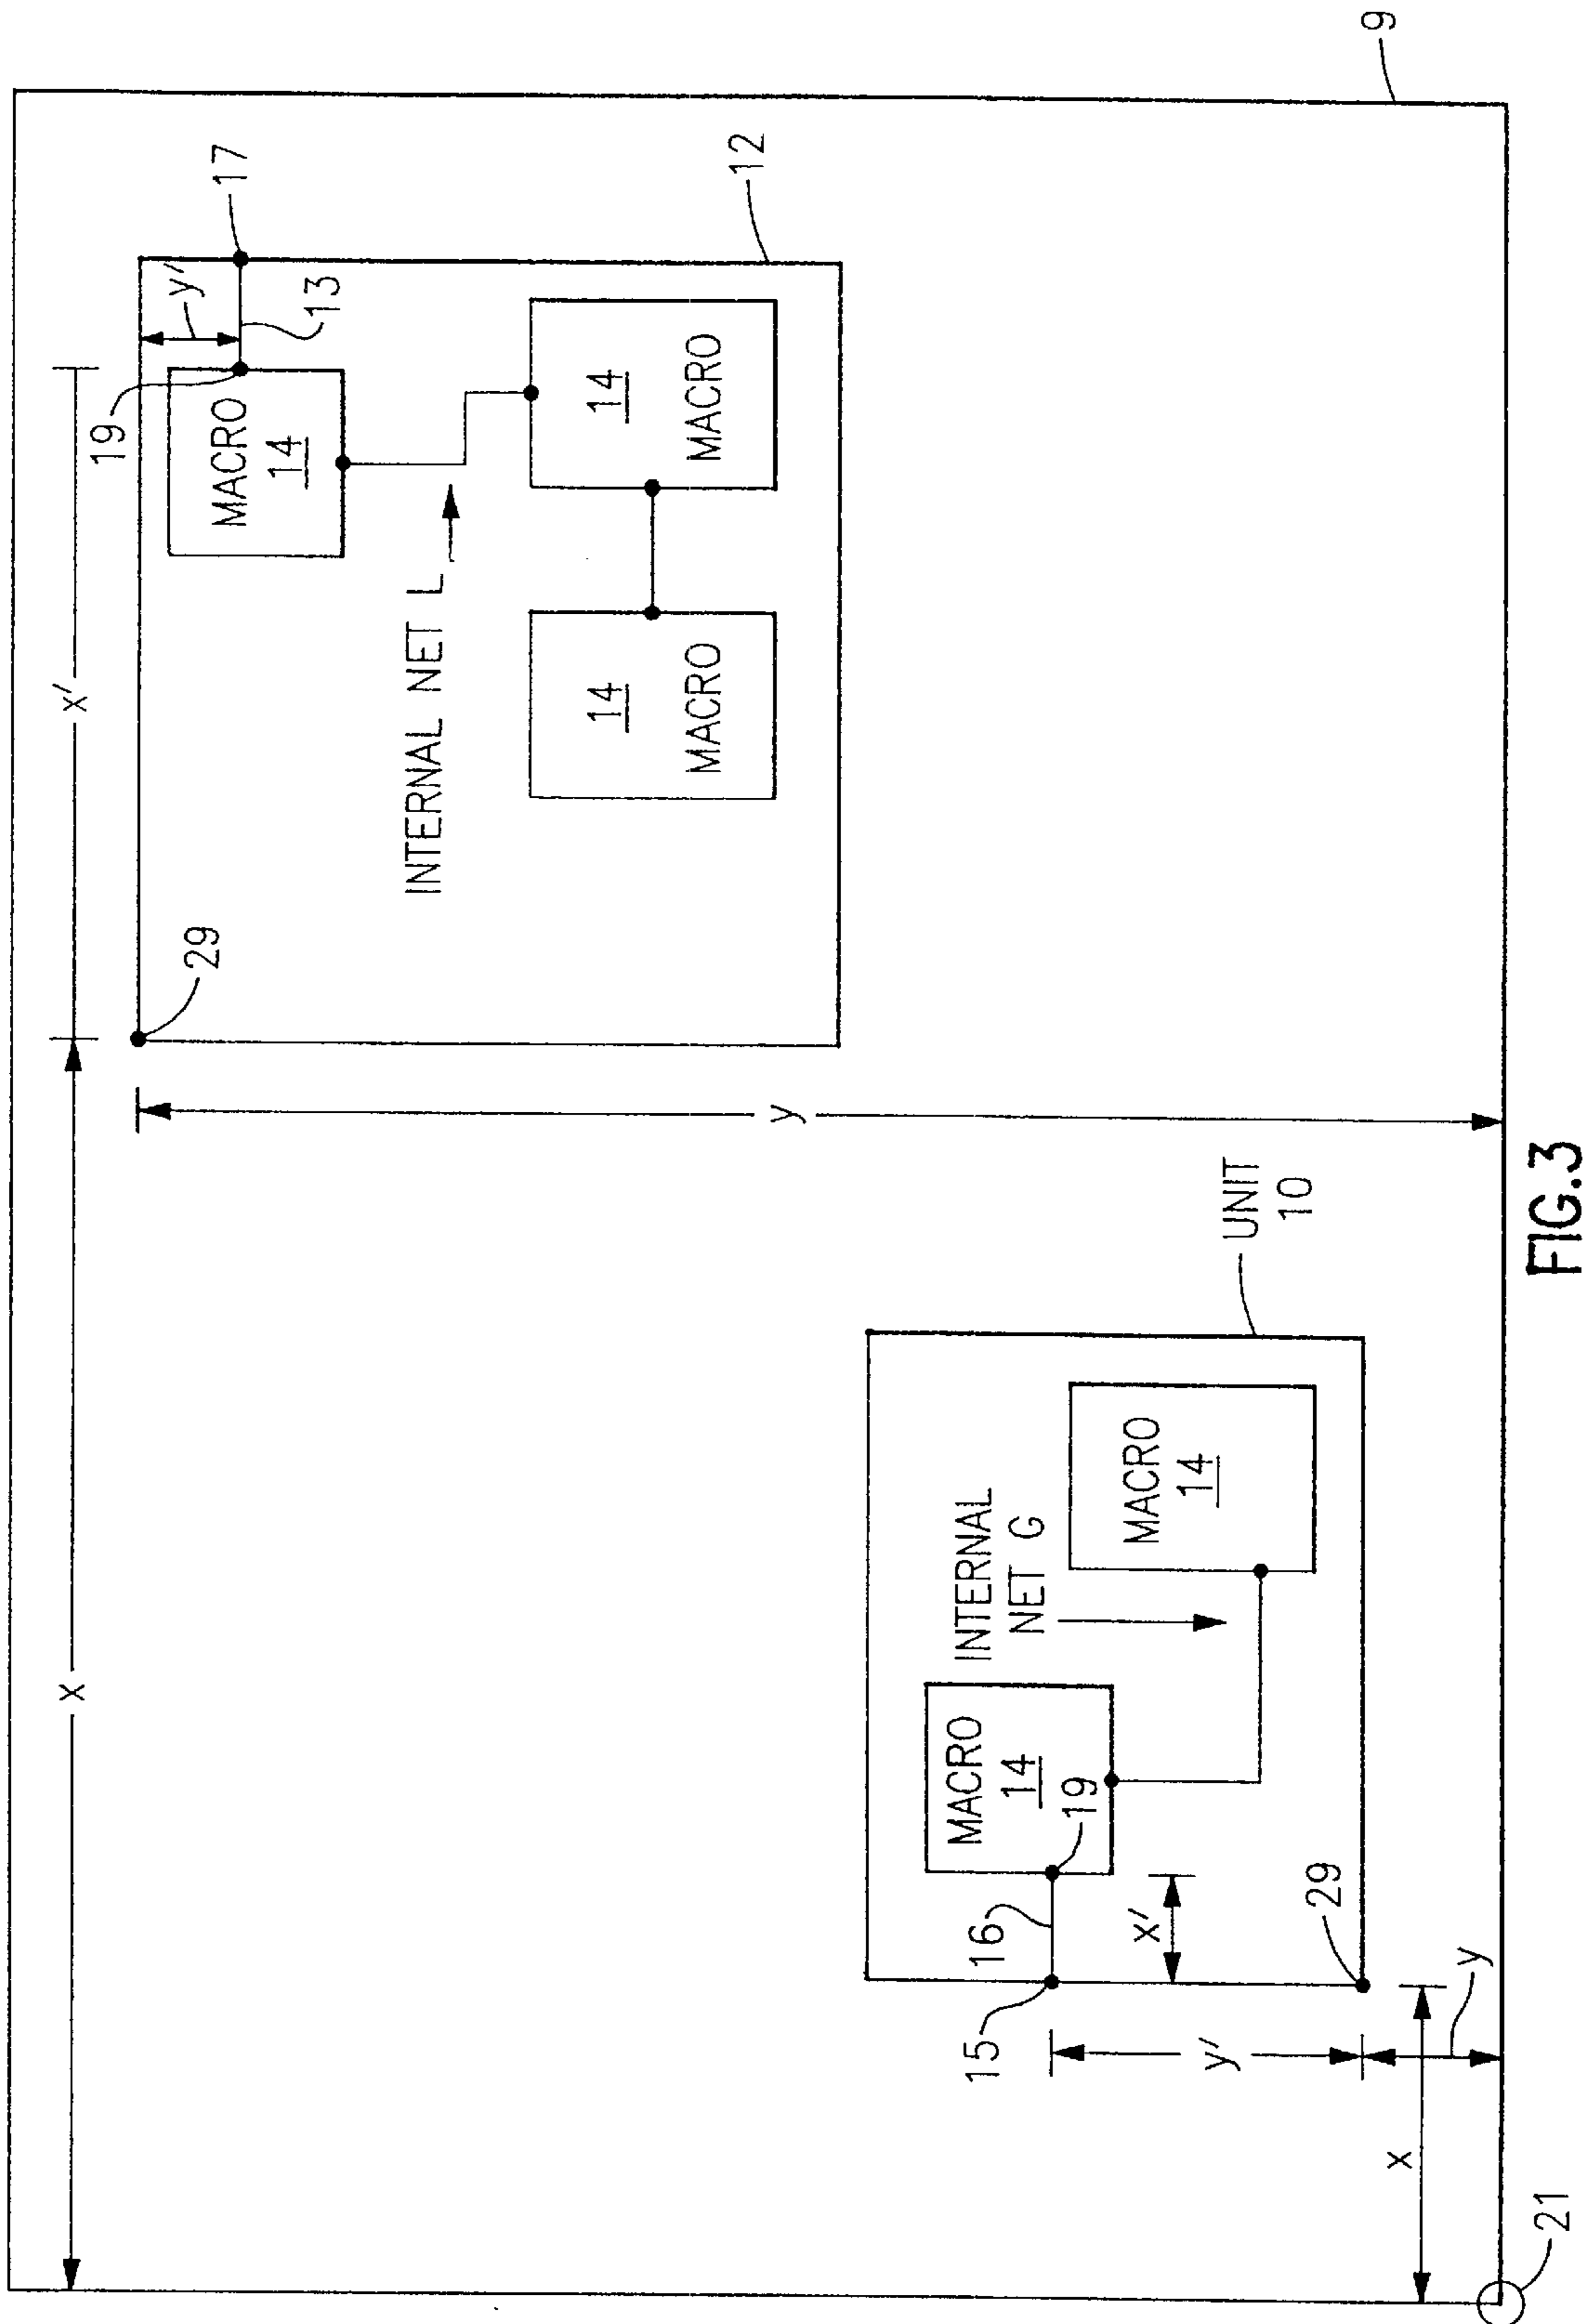 9
x
x'
y'
17
19
MACRO
14
13
12
INTERNAL NET L
14
MACRO
14
MACRO
29
y
UNIT
10
MACRO
14
INTERNAL
NET G
MACRO
14
19
16
x'
15
y'
29
y
x
21
FIG.3